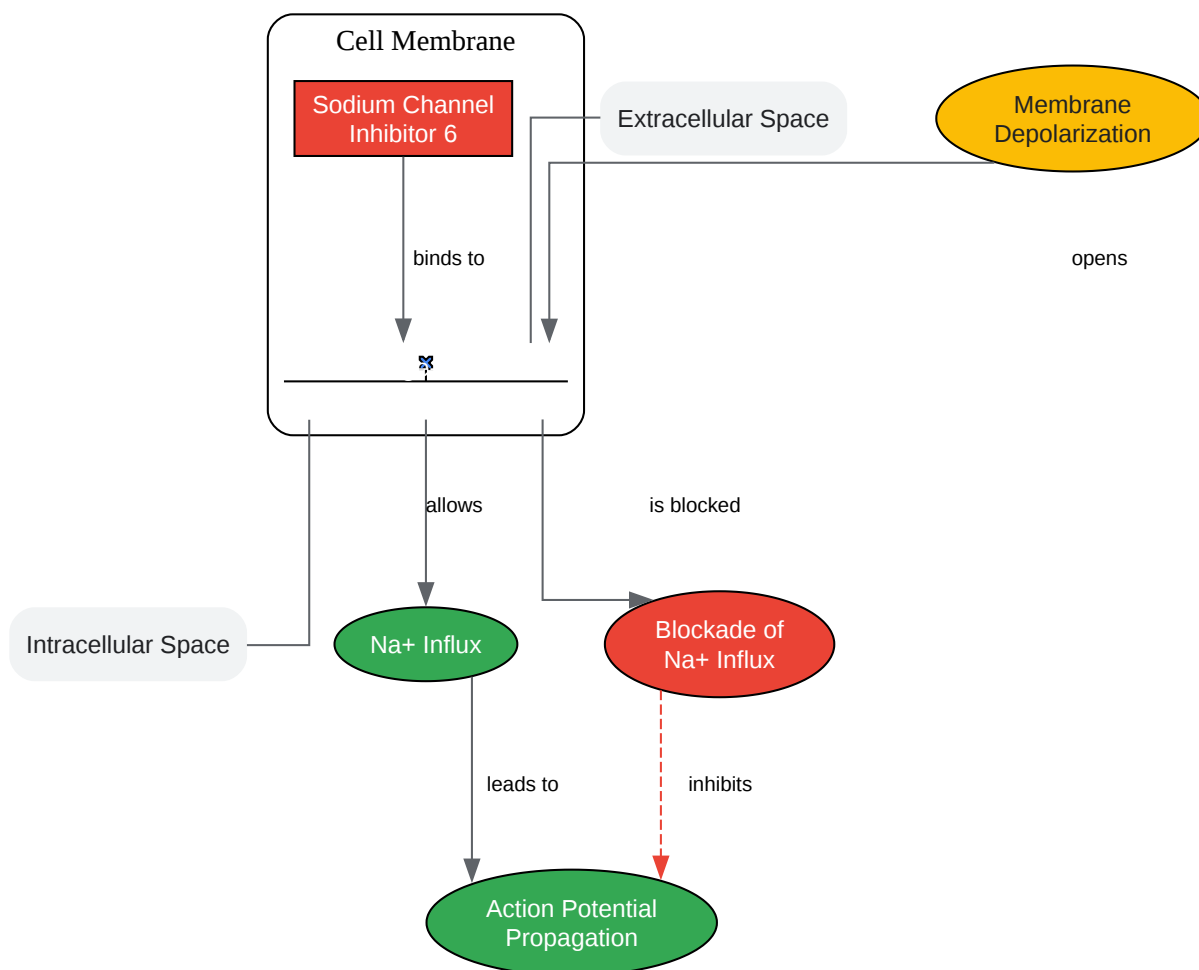 Cell Membrane
Sodium Channel
Inhibitor 6
Extracellular Space
Membrane
Depolarization
binds to
opens
allows
is blocked
Intracellular Space
Na+ Influx
Blockade of
Na+ Influx
leads to
inhibits
Action Potential
Propagation